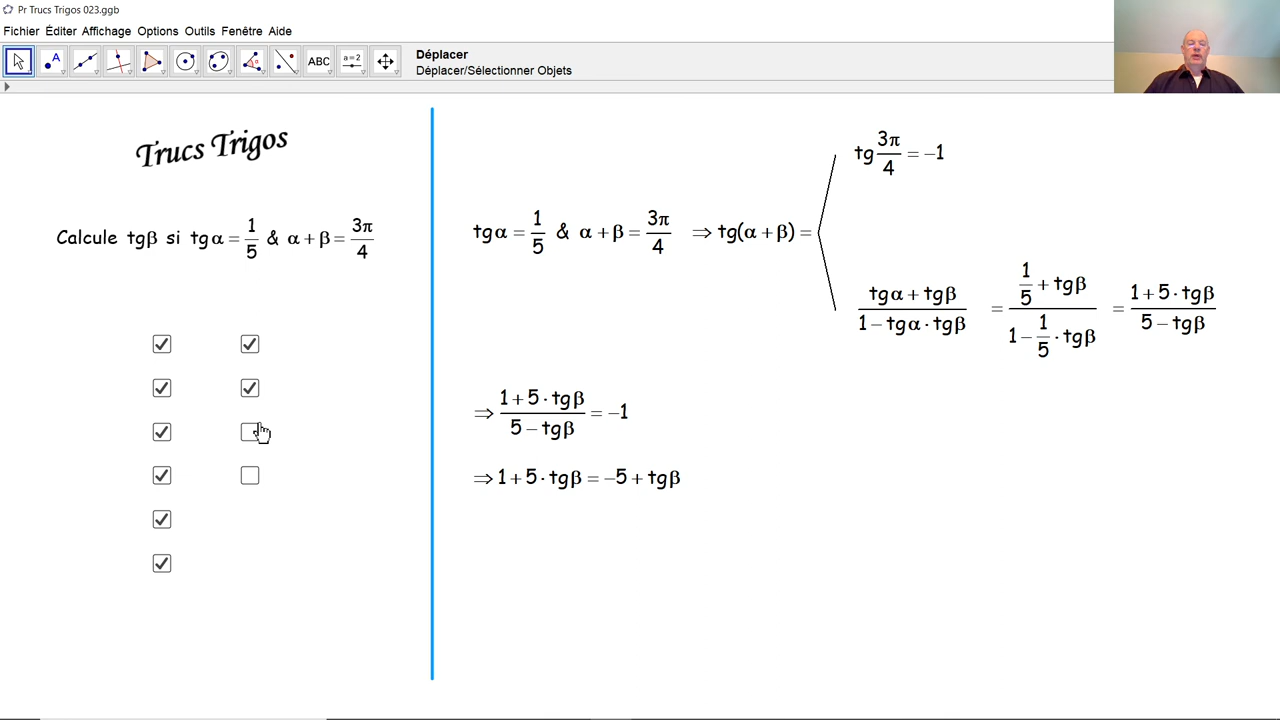 Pr Trucs Trigos 023.ggb
Fichier Éditer Affichage Options Outils Fenêtre Aide
A
ABC
a=2
Déplacer
Déplacer/Sélectionner Objets
Trucs Trigos
Calcule tgβ si tgα = 1/5 & α+β = 3π/4
tgα = 1/5 & α+β = 3π/4 ⇒ tg(α+β) =
tg 3π/4 = −1
(tgα + tgβ)/(1 − tgα · tgβ) = (1/5 + tgβ)/(1 − 1/5 · tgβ) = (1+5 · tgβ)/(5 − tgβ)
⇒ (1+5 · tgβ)/(5 − tgβ) = −1
⇒ 1+5 · tgβ = −5 + tgβ